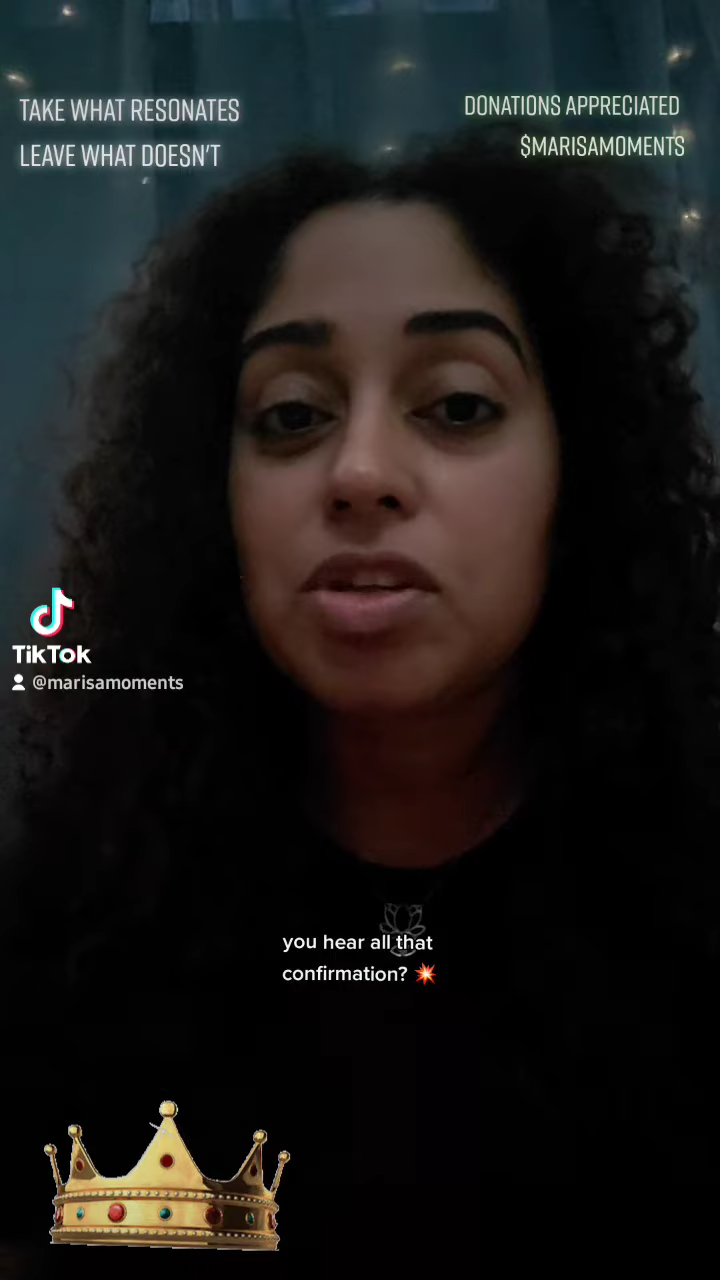 TAKE WHAT RESONATES
LEAVE WHAT DOESN'T
DONATIONS APPRECIATED
$MARISAMOMENTS
TikTok
@marisamoments
you hear all that
confirmation? 💥